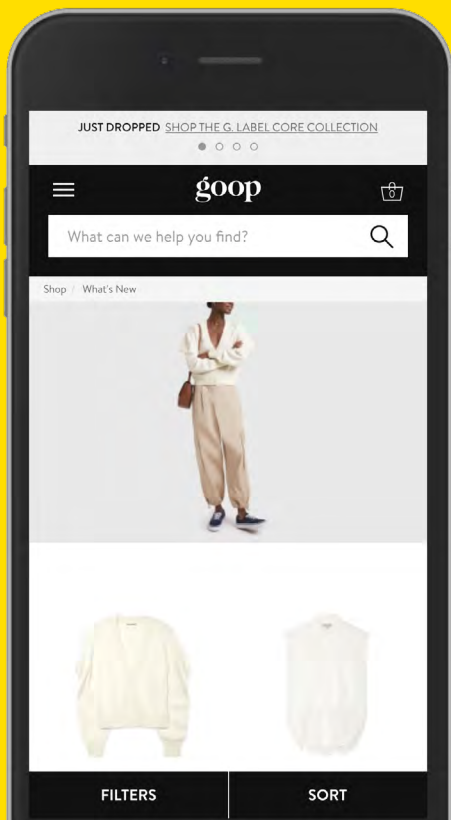 JUST DROPPED SHOP THE G. LABEL CORE COLLECTION
goop
0
What can we help you find?
Shop / What's New
FILTERS
SORT